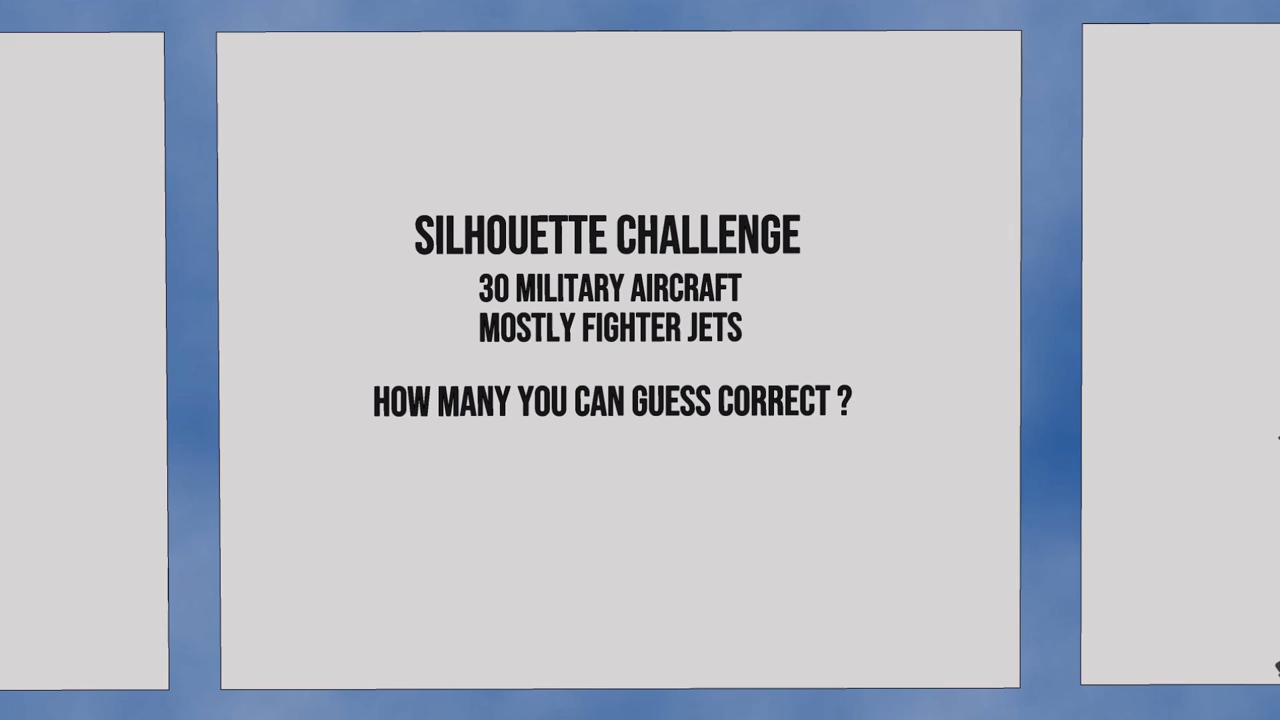 SILHOUETTE CHALLENGE
30 MILITARY AIRCRAFT
MOSTLY FIGHTER JETS
HOW MANY YOU CAN GUESS CORRECT ?